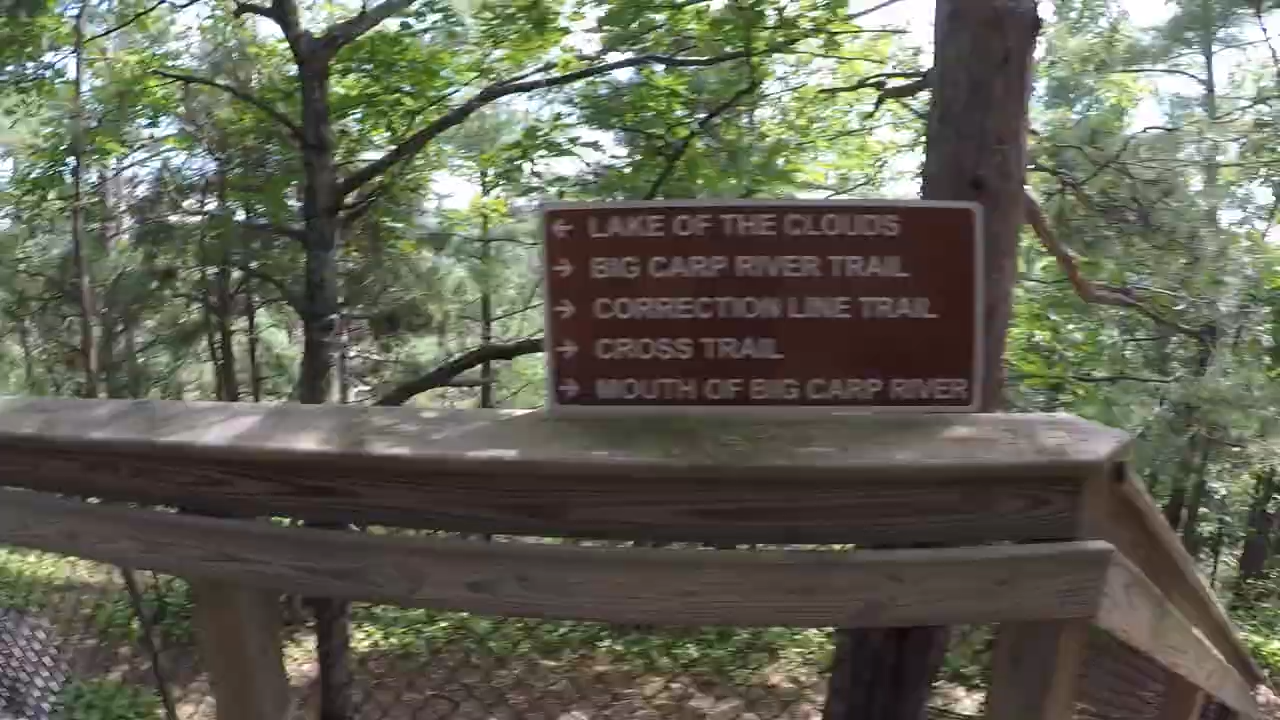 ← LAKE OF THE CLOUDS
→ BIG CARP RIVER TRAIL
→ CORRECTION LINE TRAIL
→ CROSS TRAIL
→ MOUTH OF BIG CARP RIVER